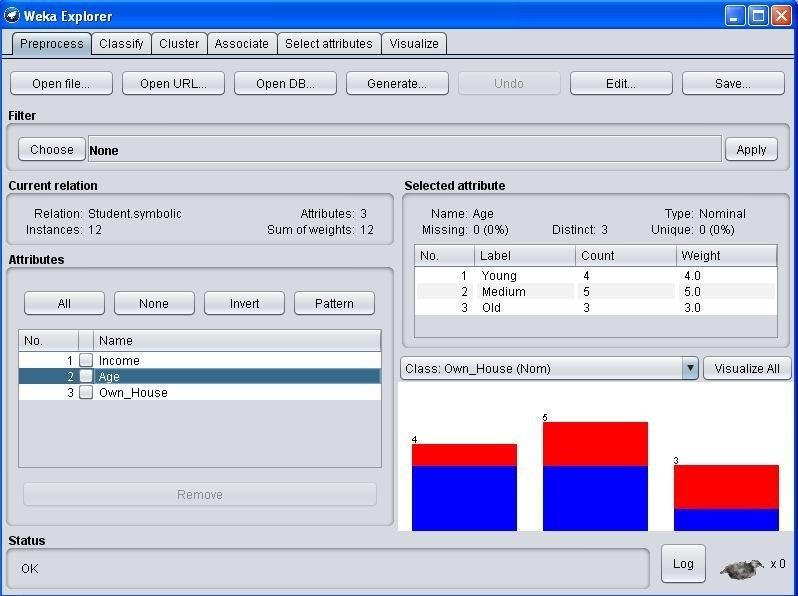 Weka Explorer
Preprocess Classify Cluster Associate Select attributes Visualize
Open file... Open URL... Open DB... Generate... Undo Edit... Save...
Filter
Choose None Apply
Current relation
Relation: Student.symbolic Attributes: 3
Instances: 12 Sum of weights: 12
Attributes
All None Invert Pattern
No. Name
1 Income
2 Age
3 Own_House
Remove
Selected attribute
Name: Age Type: Nominal
Missing: 0 (0%) Distinct: 3 Unique: 0 (0%)
No. Label Count Weight
1 Young 4 4.0
2 Medium 5 5.0
3 Old 3 3.0
Class: Own_House (Nom) Visualize All
4 5 3
Status
OK Log x 0